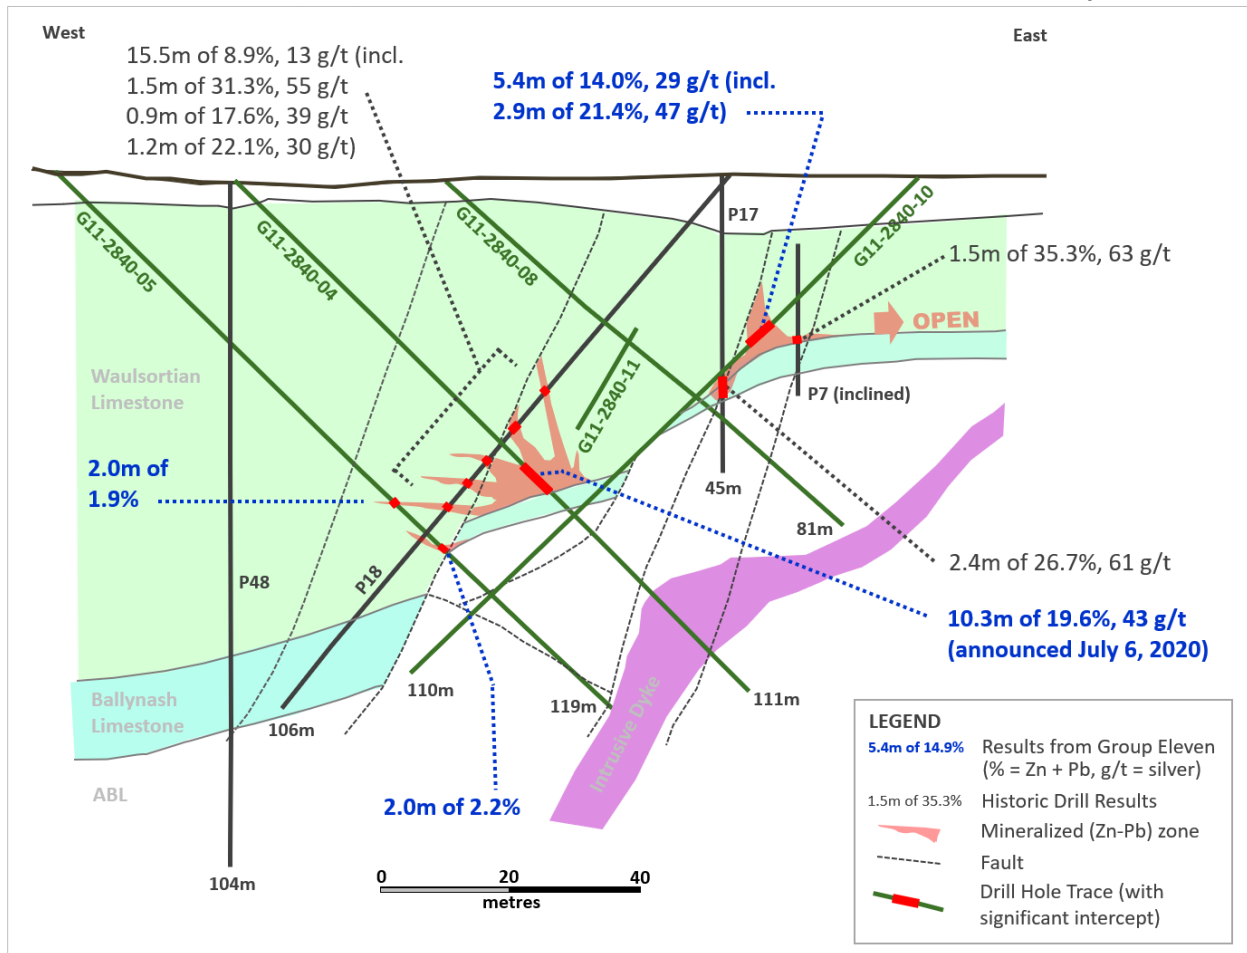 West
East
15.5m of 8.9%, 13 g/t (incl.
1.5m of 31.3%, 55 g/t
0.9m of 17.6%, 39 g/t
1.2m of 22.1%, 30 g/t)
5.4m of 14.0%, 29 g/t (incl.
2.9m of 21.4%, 47 g/t)
G11-2840-05
G11-2840-04
G11-2840-08
P17
G11-2840-10
1.5m of 35.3%, 63 g/t
OPEN
Waulsortian
Limestone
G11-2840-11
P7 (inclined)
2.0m of
1.9%
45m
81m
2.4m of 26.7%, 61 g/t
P48
P18
10.3m of 19.6%, 43 g/t
(announced July 6, 2020)
110m
119m
111m
Ballynash
Limestone
106m
Intrusive Dyke
ABL
2.0m of 2.2%
104m
0
20
40
metres
LEGEND
5.4m of 14.9%
Results from Group Eleven
(% = Zn + Pb, g/t = silver)
1.5m of 35.3%
Historic Drill Results
Mineralized (Zn-Pb) zone
Fault
Drill Hole Trace (with
significant intercept)